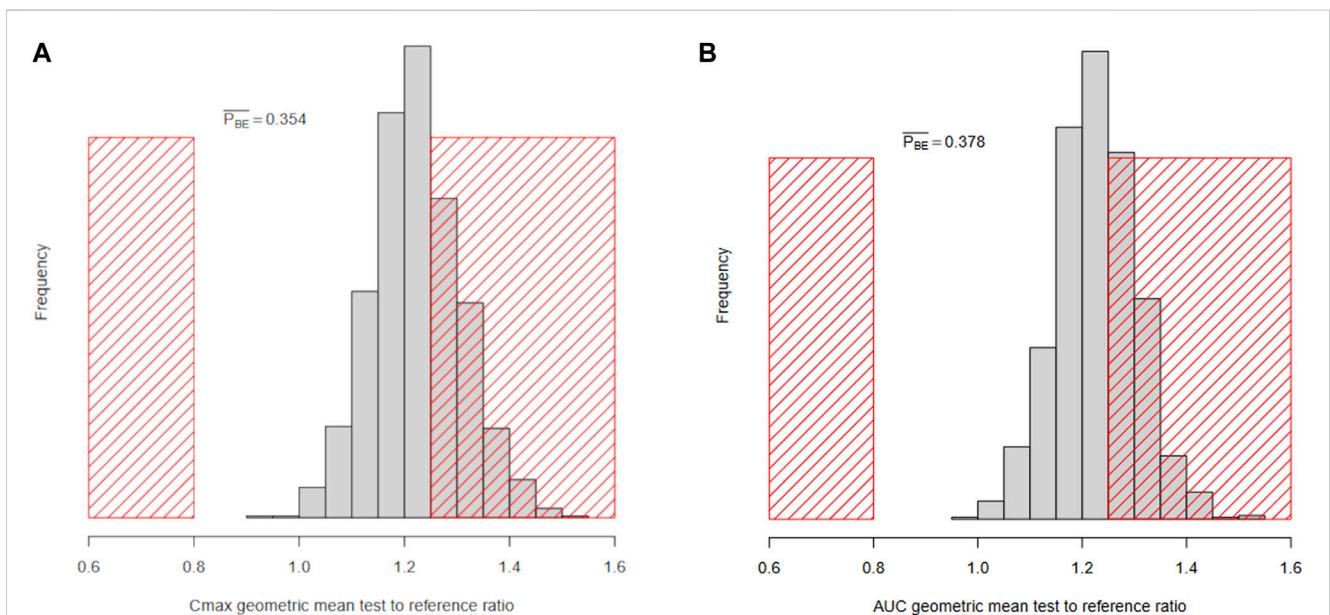 A
P_BE = 0.354
Frequency
0.6 0.8 1.0 1.2 1.4 1.6
Cmax geometric mean test to reference ratio
B
P_BE = 0.378
Frequency
0.6 0.8 1.0 1.2 1.4 1.6
AUC geometric mean test to reference ratio